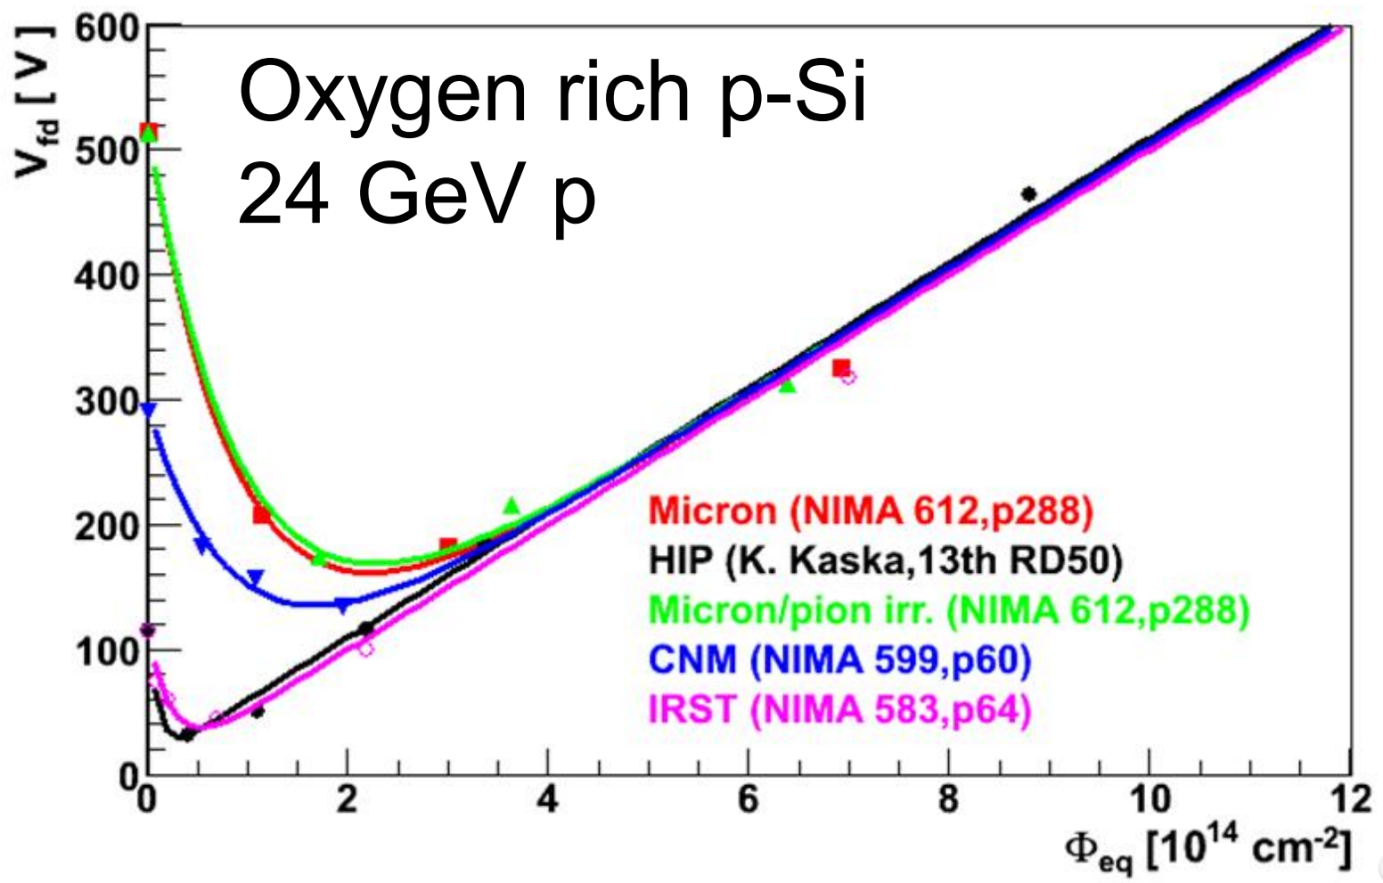 Oxygen rich p-Si
24 GeV p
V_fd [ V ]
600
500
400
300
200
100
0
Micron (NIMA 612,p288)
HIP (K. Kaska,13th RD50)
Micron/pion irr. (NIMA 612,p288)
CNM (NIMA 599,p60)
IRST (NIMA 583,p64)
0 2 4 6 8 10 12
Φ_eq [10^14 cm^-2]